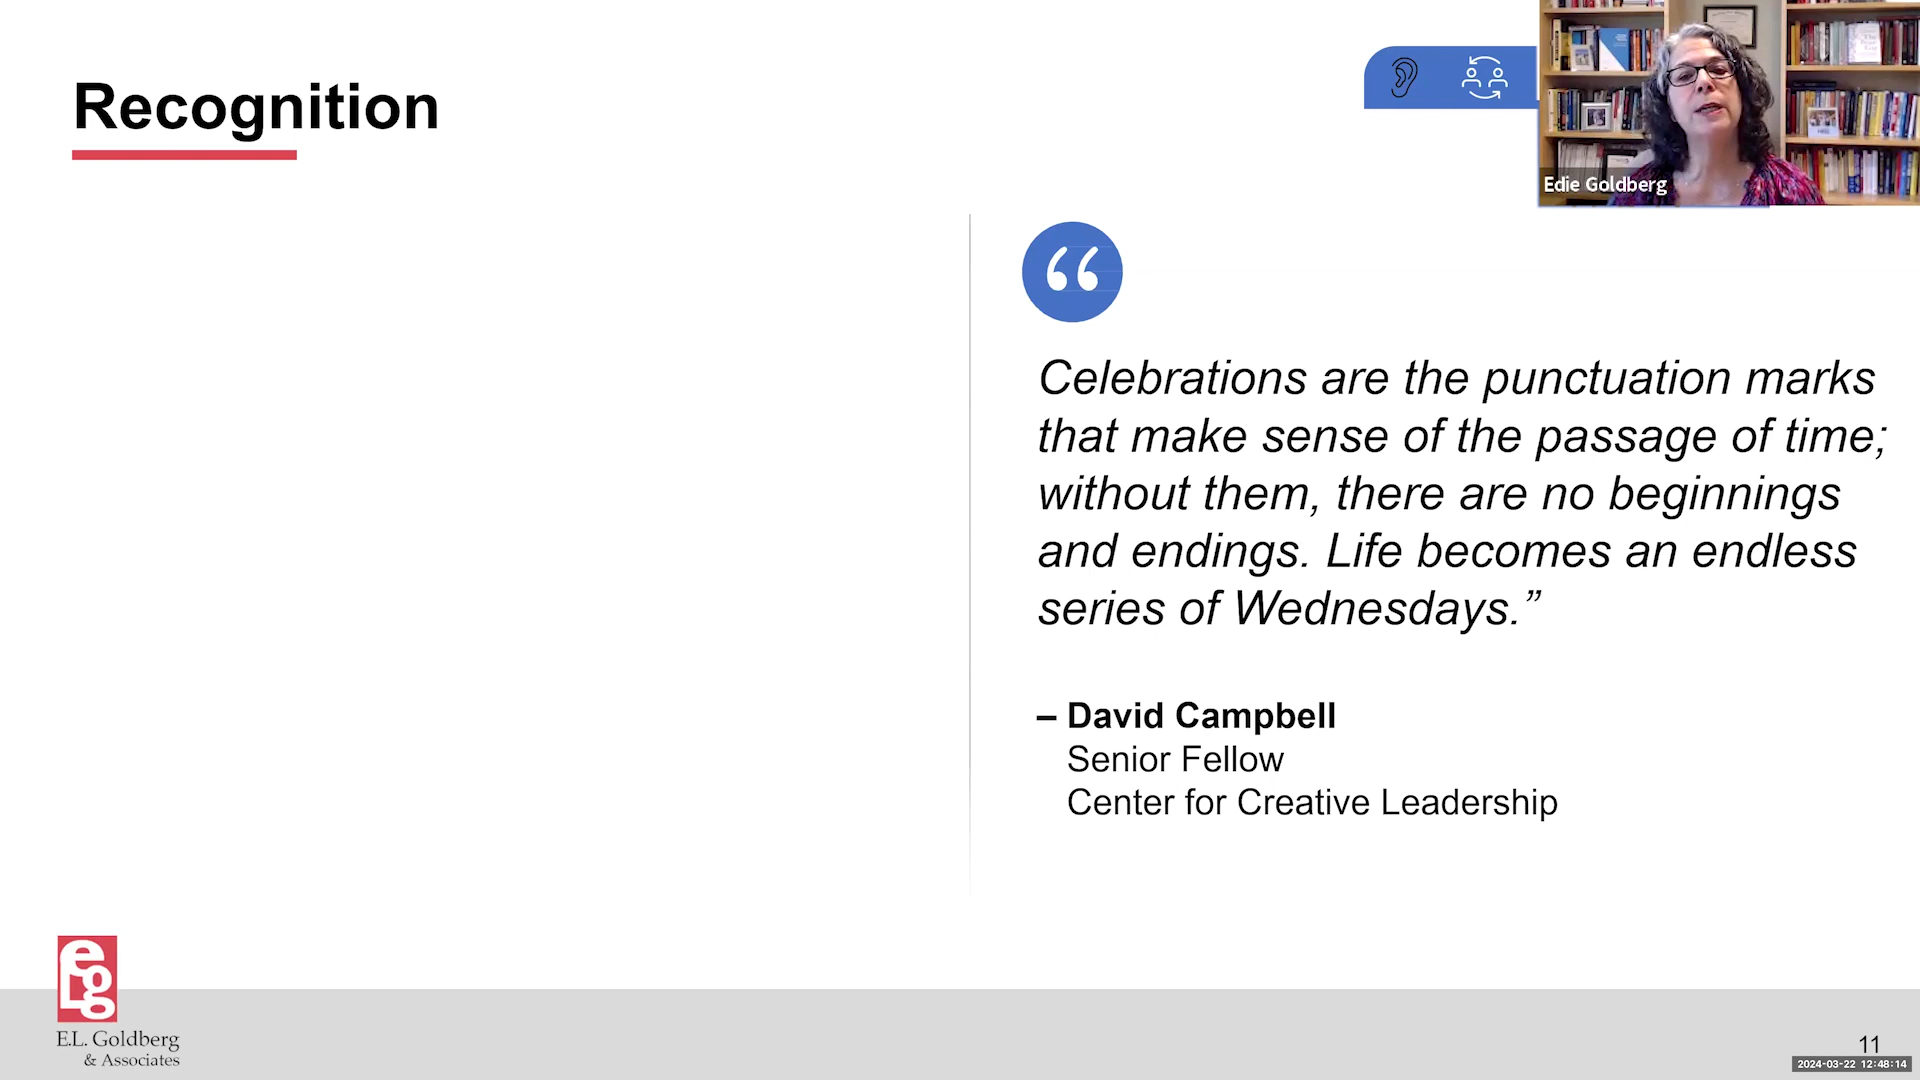 Recognition
Edie Goldberg
“
Celebrations are the punctuation marks
that make sense of the passage of time;
without them, there are no beginnings
and endings. Life becomes an endless
series of Wednesdays.”
– David Campbell
Senior Fellow
Center for Creative Leadership
eLgg
E.L. Goldberg
& Associates
11
2024-03-22 12:48:14